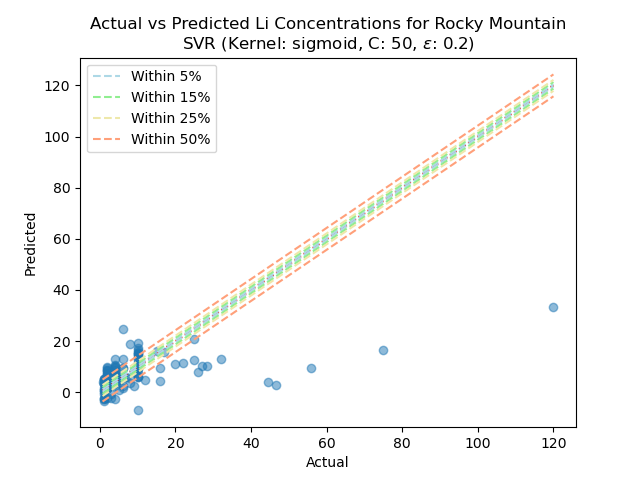 Actual vs Predicted Li Concentrations for Rocky Mountain
SVR (Kernel: sigmoid, C: 50, ε: 0.2)
Within 5%
Within 15%
Within 25%
Within 50%
Predicted
120
100
80
60
40
20
0
0 20 40 60 80 100 120
Actual